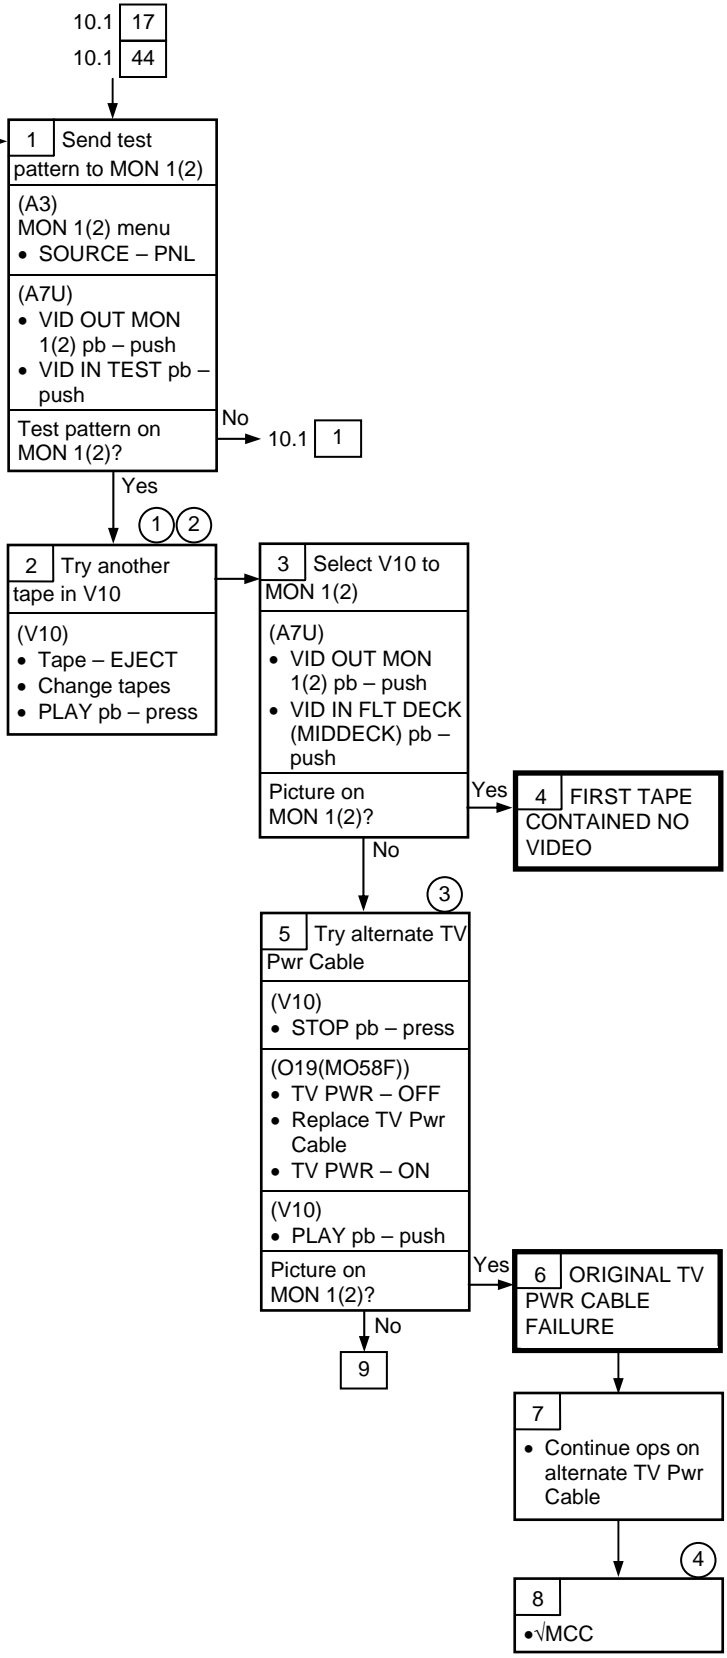 10.1 17
10.1 44
1 Send test
pattern to MON 1(2)
(A3)
MON 1(2) menu
• SOURCE – PNL
(A7U)
• VID OUT MON
1(2) pb – push
• VID IN TEST pb –
push
Test pattern on
MON 1(2)?
No
10.1 1
Yes
1 2
2 Try another
tape in V10
(V10)
• Tape – EJECT
• Change tapes
• PLAY pb – press
3 Select V10 to
MON 1(2)
(A7U)
• VID OUT MON
1(2) pb – push
• VID IN FLT DECK
(MIDDECK) pb –
push
Picture on
MON 1(2)?
Yes
4 FIRST TAPE
CONTAINED NO
VIDEO
No
3
5 Try alternate TV
Pwr Cable
(V10)
• STOP pb – press
(O19(MO58F))
• TV PWR – OFF
• Replace TV Pwr
Cable
• TV PWR – ON
(V10)
• PLAY pb – push
Picture on
MON 1(2)?
Yes
6 ORIGINAL TV
PWR CABLE
FAILURE
No
9
7
• Continue ops on
alternate TV Pwr
Cable
4
8
•√MCC